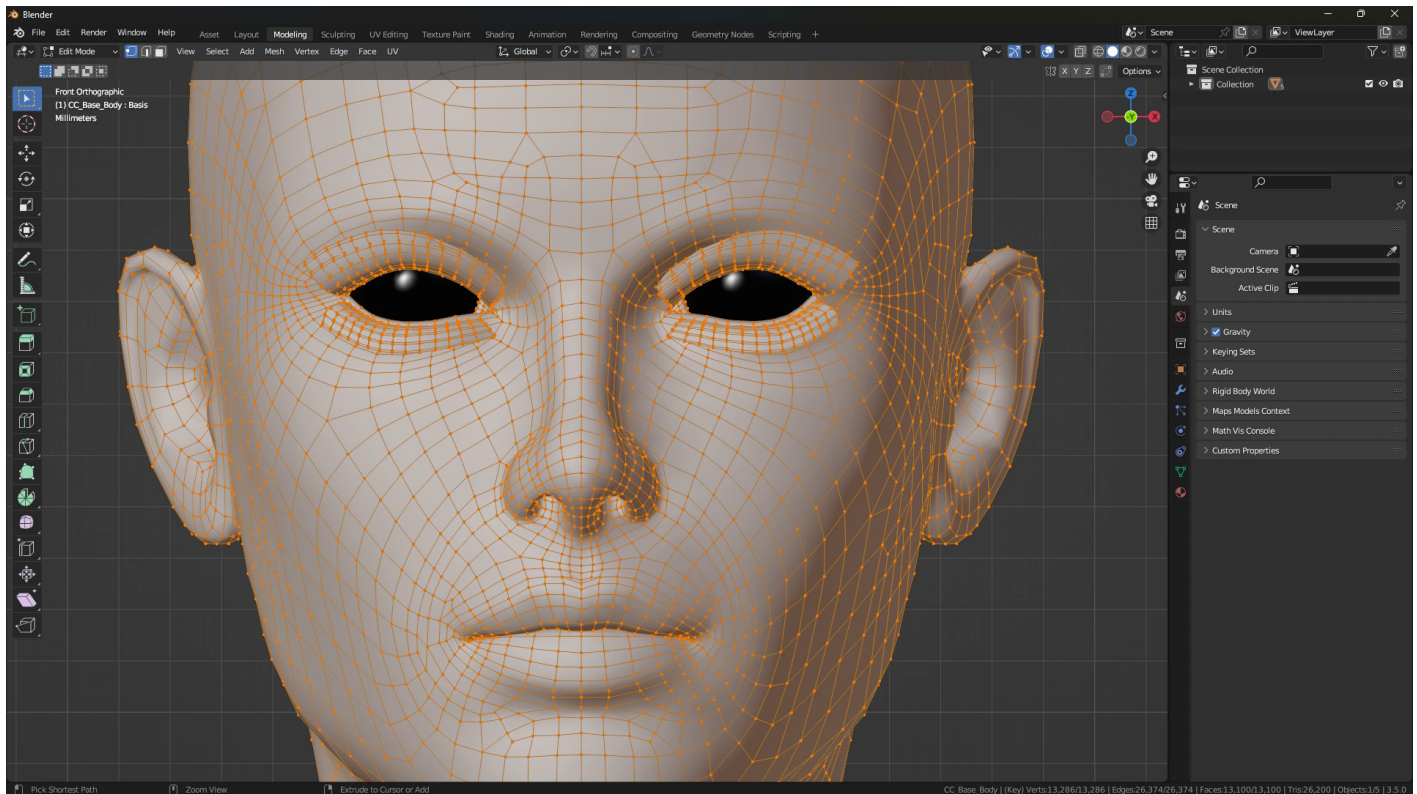 Blender
File Edit Render Window Help Asset Layout Modeling Sculpting UV Editing Texture Paint Shading Animation Rendering Compositing Geometry Nodes Scripting + Scene ViewLayer
Edit Mode View Select Add Mesh Vertex Edge Face UV Global
X Y Z Options
Scene Collection
Collection 5
Front Orthographic
(1) CC_Base_Body : Basis
Millimeters
Z
-Y X
Scene
Scene
Camera
Background Scene
Active Clip
Units
Gravity
Keying Sets
Audio
Rigid Body World
Maps Models Context
Math Vis Console
Custom Properties
Pick Shortest Path Zoom View Extrude to Cursor or Add CC_Base_Body | (Key) Verts:13,286/13,286 | Edges:26,374/26,374 | Faces:13,100/13,100 | Tris:26,200 | Objects:1/5 | 3.5.0